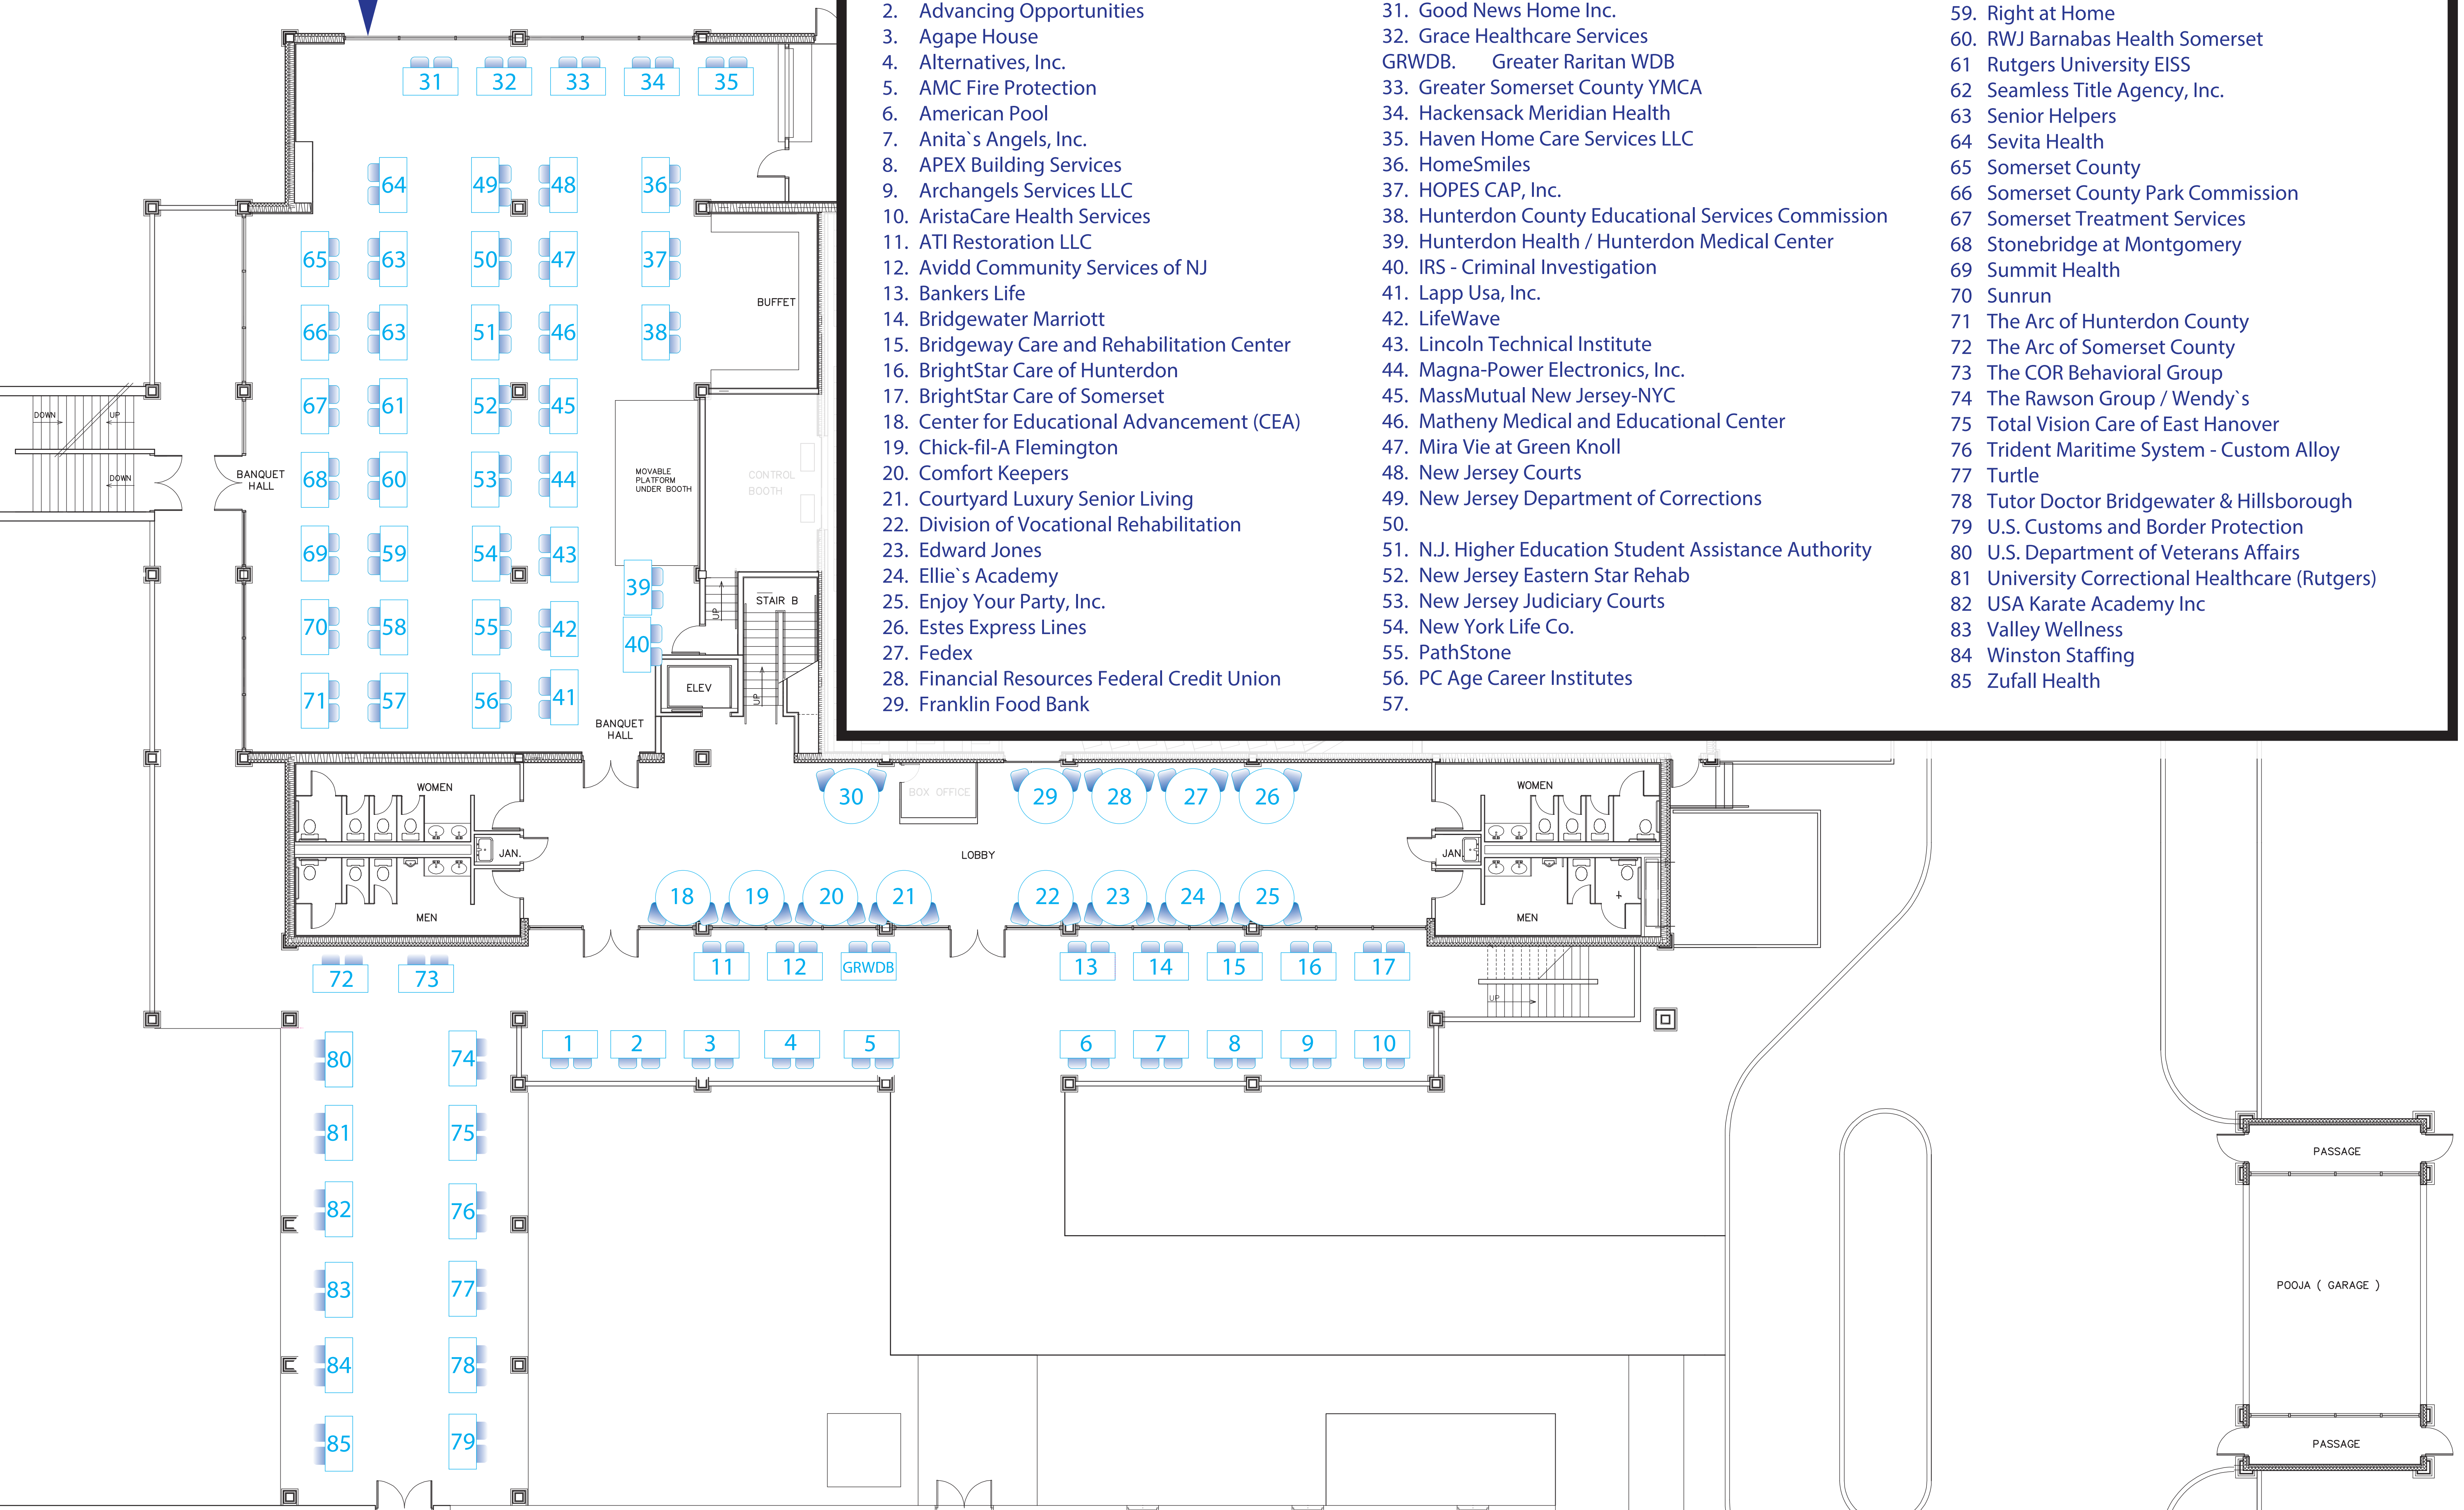 2. Advancing Opportunities
3. Agape House
4. Alternatives, Inc.
5. AMC Fire Protection
6. American Pool
7. Anita`s Angels, Inc.
8. APEX Building Services
9. Archangels Services LLC
10. AristaCare Health Services
11. ATI Restoration LLC
12. Avidd Community Services of NJ
13. Bankers Life
14. Bridgewater Marriott
15. Bridgeway Care and Rehabilitation Center
16. BrightStar Care of Hunterdon
17. BrightStar Care of Somerset
18. Center for Educational Advancement (CEA)
19. Chick-fil-A Flemington
20. Comfort Keepers
21. Courtyard Luxury Senior Living
22. Division of Vocational Rehabilitation
23. Edward Jones
24. Ellie`s Academy
25. Enjoy Your Party, Inc.
26. Estes Express Lines
27. Fedex
28. Financial Resources Federal Credit Union
29. Franklin Food Bank
31. Good News Home Inc.
32. Grace Healthcare Services
GRWDB. Greater Raritan WDB
33. Greater Somerset County YMCA
34. Hackensack Meridian Health
35. Haven Home Care Services LLC
36. HomeSmiles
37. HOPES CAP, Inc.
38. Hunterdon County Educational Services Commission
39. Hunterdon Health / Hunterdon Medical Center
40. IRS - Criminal Investigation
41. Lapp Usa, Inc.
42. LifeWave
43. Lincoln Technical Institute
44. Magna-Power Electronics, Inc.
45. MassMutual New Jersey-NYC
46. Matheny Medical and Educational Center
47. Mira Vie at Green Knoll
48. New Jersey Courts
49. New Jersey Department of Corrections
50.
51. N.J. Higher Education Student Assistance Authority
52. New Jersey Eastern Star Rehab
53. New Jersey Judiciary Courts
54. New York Life Co.
55. PathStone
56. PC Age Career Institutes
57.
59. Right at Home
60. RWJ Barnabas Health Somerset
61 Rutgers University EISS
62 Seamless Title Agency, Inc.
63 Senior Helpers
64 Sevita Health
65 Somerset County
66 Somerset County Park Commission
67 Somerset Treatment Services
68 Stonebridge at Montgomery
69 Summit Health
70 Sunrun
71 The Arc of Hunterdon County
72 The Arc of Somerset County
73 The COR Behavioral Group
74 The Rawson Group / Wendy`s
75 Total Vision Care of East Hanover
76 Trident Maritime System - Custom Alloy
77 Turtle
78 Tutor Doctor Bridgewater & Hillsborough
79 U.S. Customs and Border Protection
80 U.S. Department of Veterans Affairs
81 University Correctional Healthcare (Rutgers)
82 USA Karate Academy Inc
83 Valley Wellness
84 Winston Staffing
85 Zufall Health
31 32 33 34 35
64 49 48 36
65 63 50 47 37
BUFFET
66 63 51 46 38
67 61 52 45
DOWN UP
DOWN
BANQUET
HALL
68 60 53 44
MOVABLE
PLATFORM
UNDER BOOTH
CONTROL
BOOTH
69 59 54 43
39
UP
STAIR B
70 58 55 42
40
ELEV
UP
71 57 56 41
BANQUET
HALL
WOMEN
30
BOX OFFICE
29 28 27 26
WOMEN
JAN.
LOBBY
JAN.
MEN
18 19 20 21 22 23 24 25
MEN
72 73
11 12 GRWDB 13 14 15 16 17
UP
1 2 3 4 5 6 7 8 9 10
80 74
81 75
PASSAGE
82 76
83 77
POOJA ( GARAGE )
84 78
85 79
PASSAGE